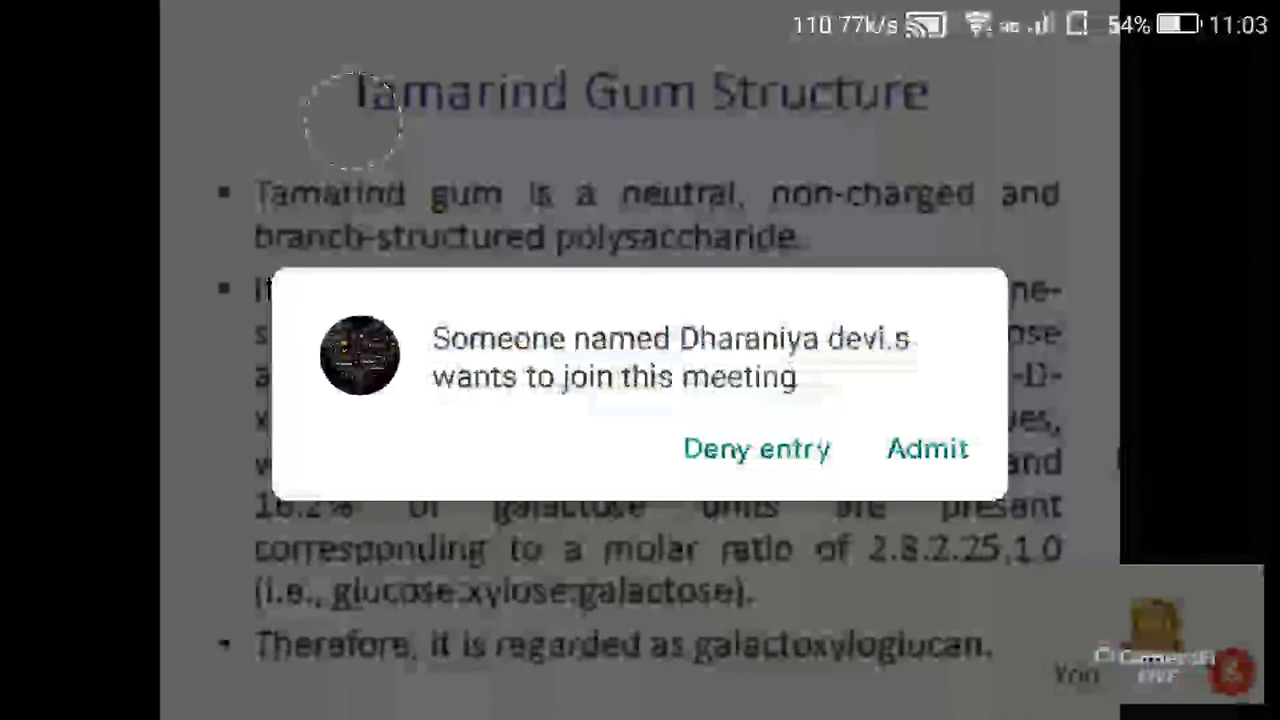 110 77k/s 54% 11:03
Tamarind Gum Structure
▪ Tamarind gum is a neutral, non-charged and
branch-structured polysaccharide.
Someone named Dharaniya devi.s
wants to join this meeting
Deny entry Admit
and
16.2% of galactose units are present
corresponding to a molar ratio of 2.8.2.25.1.0
(i.e., glucose:xylose:galactose).
• Therefore, it is regarded as galactoxyloglucan.
You
LIVE